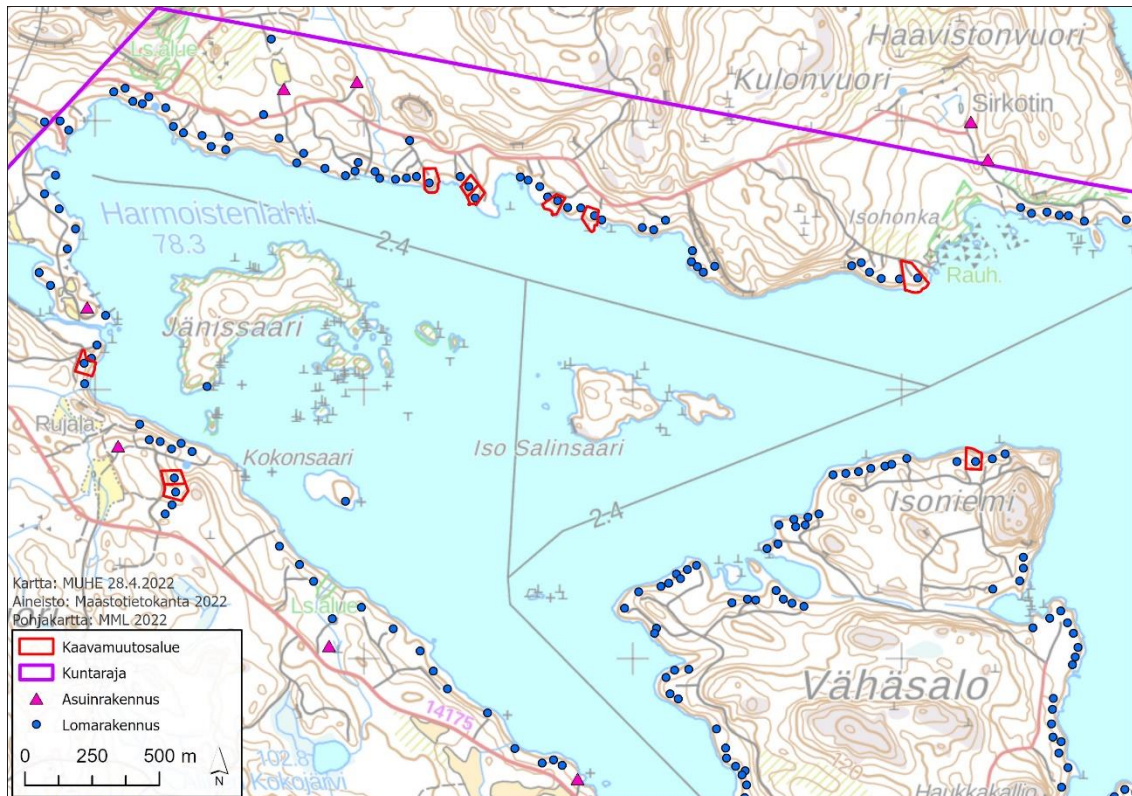 Haavistonvuori
Ls.alue
Kulonvuori
Sirkötin
Harmoistenlahti
78.3
2.4
Isohonka
Rauh.
Jänissaari
Rujala
Kokonsaari
Iso Salinsaari
Isoniemi
2.4
Kartta: MUHE 28.4.2022
Aineisto: Maastotietokanta 2022
Pohjakartta: MML 2022
Ls.alue
Kaavamuutosalue
Kuntaraja
Asuinrakennus
Lomarakennus
0 250 500 m
N
Vähäsalo
14175
102.8
Kokojärvi
120
Haukkakallio